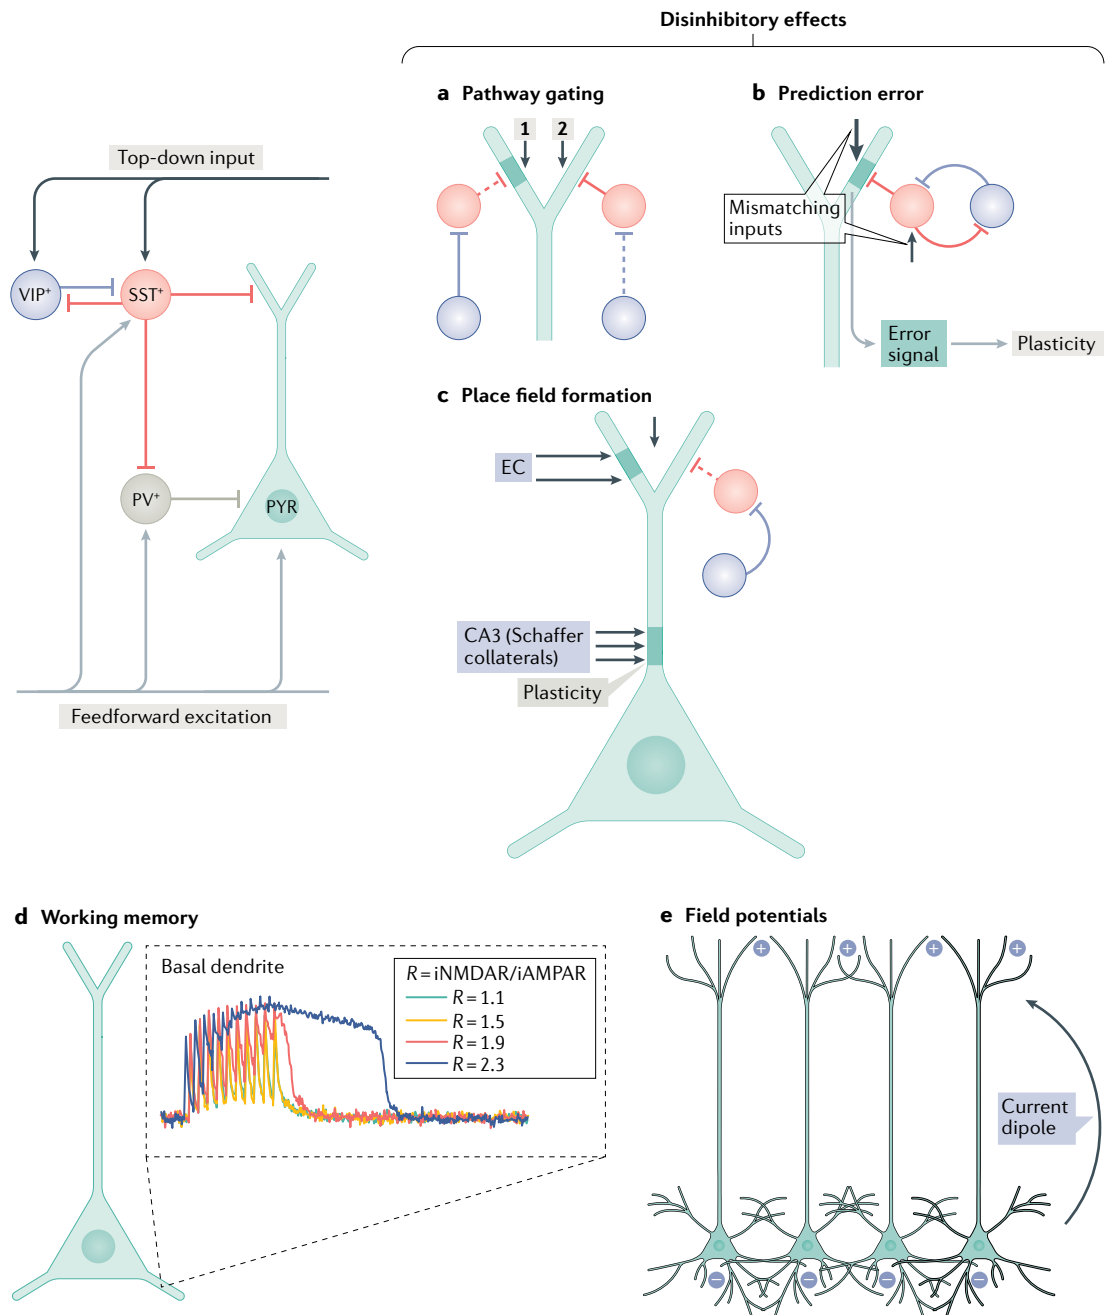 Disinhibitory effects
a Pathway gating
1
2
b Prediction error
Mismatching
inputs
Error
signal
Plasticity
Top-down input
VIP⁺
SST⁺
PV⁺
PYR
Feedforward excitation
c Place field formation
EC
CA3 (Schaffer
collaterals)
Plasticity
d Working memory
Basal dendrite
R = iNMDAR/iAMPAR
R = 1.1
R = 1.5
R = 1.9
R = 2.3
e Field potentials
+ + + +
Current
dipole
− − − −